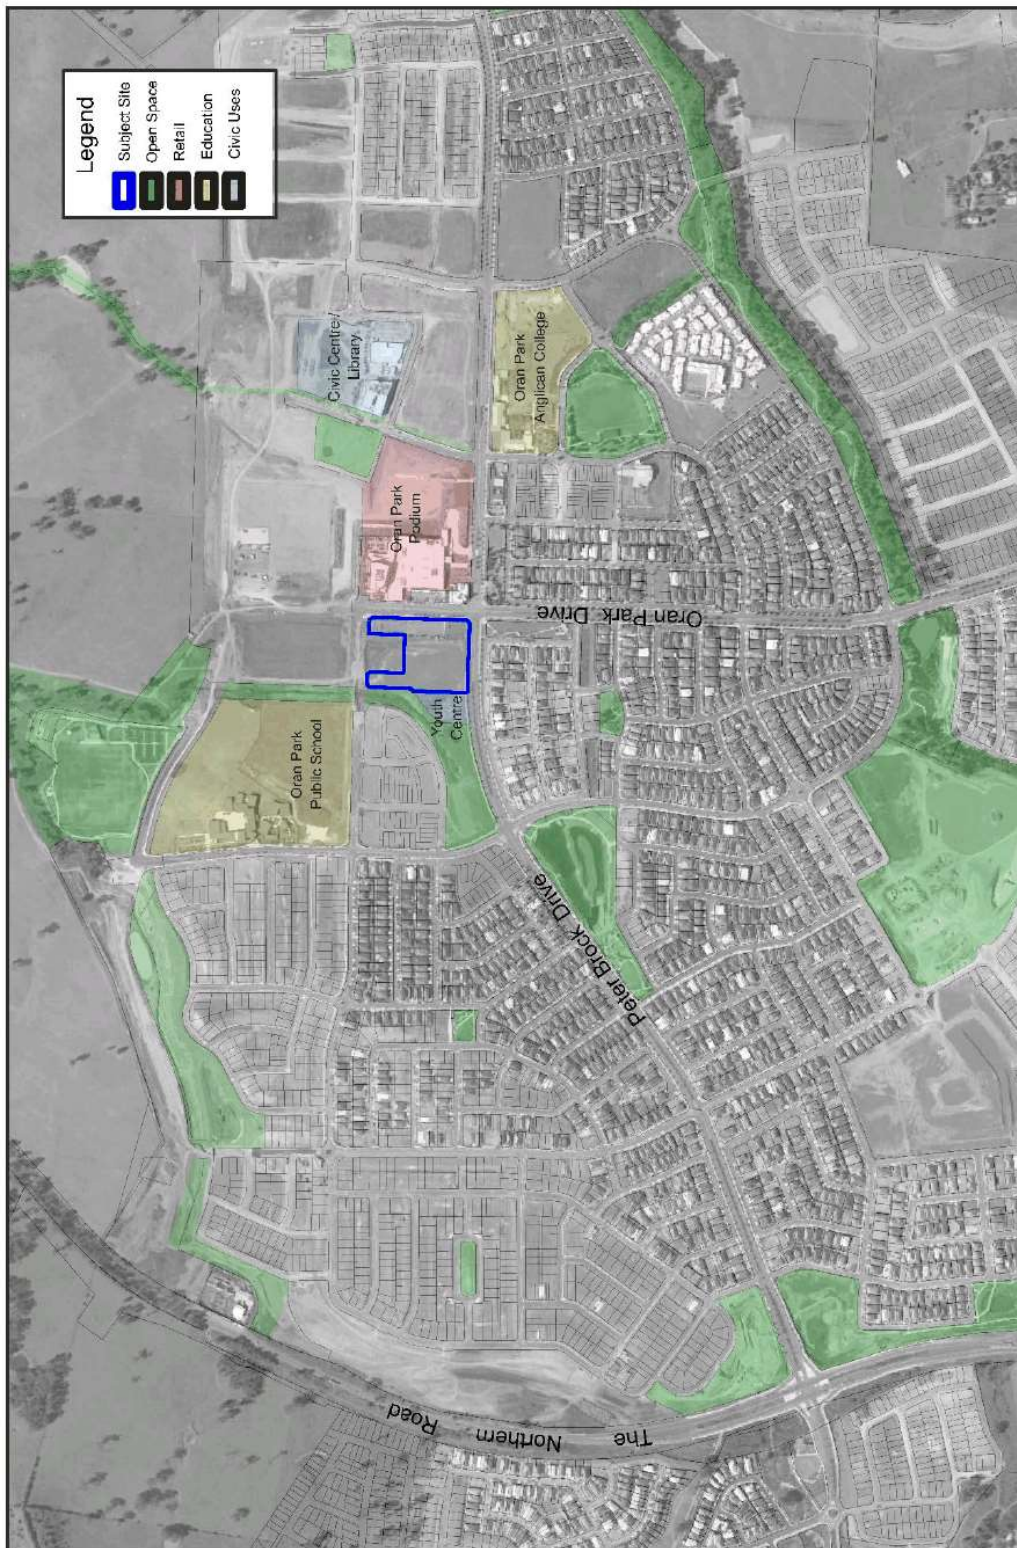 Legend
Subject Site
Open Space
Retail
Education
Civic Uses
Civic Centre/
Library
Oran Park
Anglican College
Oran Park
Podium
Oran Park Drive
Youth
Centre
Oran Park
Public School
Peter Brock Drive
The Northern Road